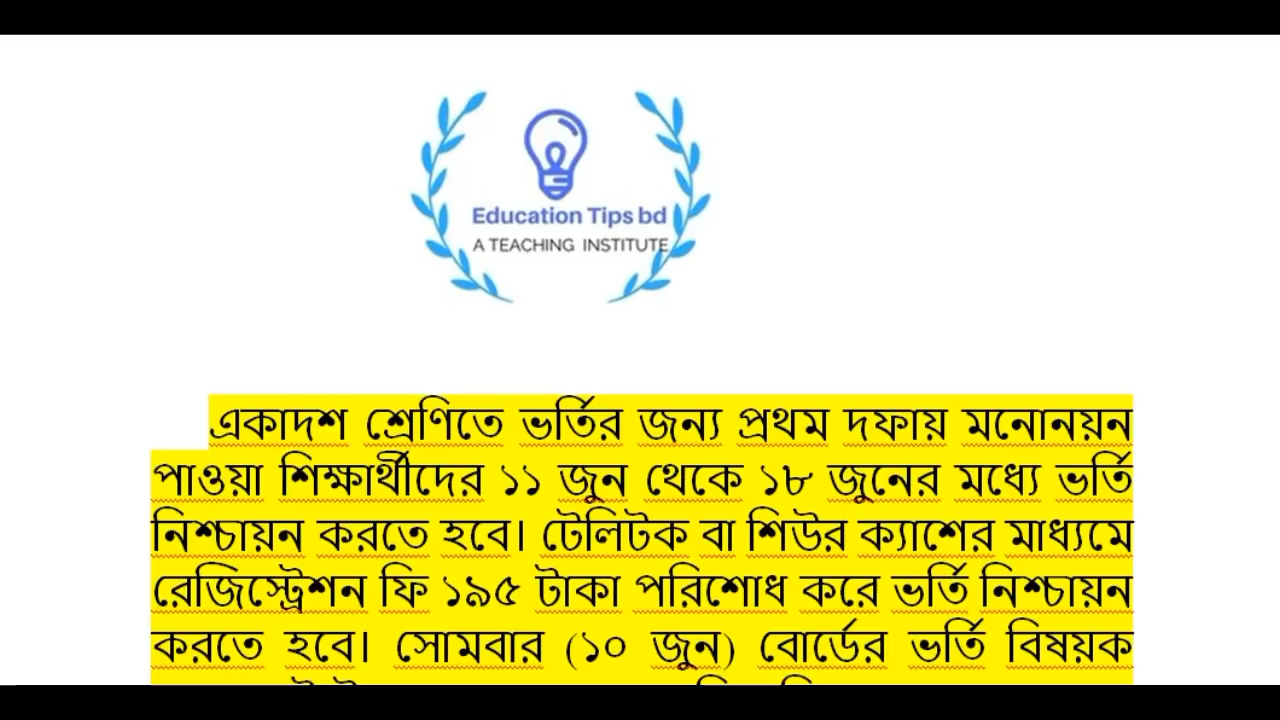 Education Tips bd
A TEACHING INSTITUTE
একাদশ শ্রেণিতে ভর্তির জন্য প্রথম দফায় মনোনয়ন
পাওয়া শিক্ষার্থীদের ১১ জুন থেকে ১৮ জুনের মধ্যে ভর্তি
নিশ্চায়ন করতে হবে। টেলিটক বা শিউর ক্যাশের মাধ্যমে
রেজিস্ট্রেশন ফি ১৯৫ টাকা পরিশোধ করে ভর্তি নিশ্চায়ন
করতে হবে। সোমবার (১০ জুন) বোর্ডের ভর্তি বিষয়ক